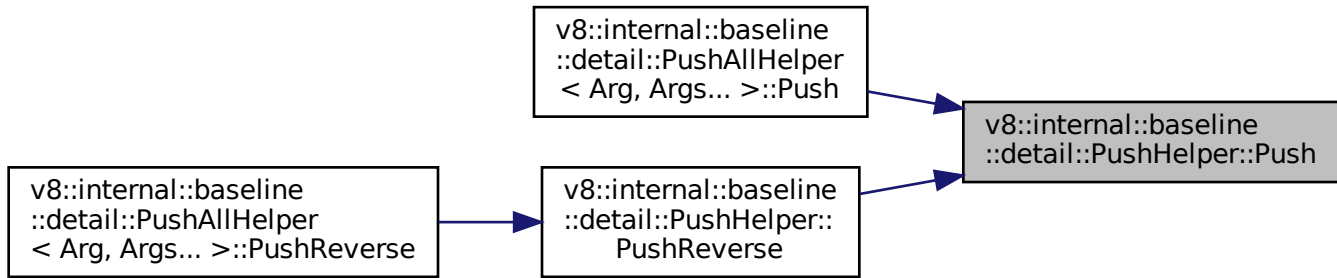 v8::internal::baseline
::detail::PushAllHelper
< Arg, Args... >::Push
v8::internal::baseline
::detail::PushHelper::Push
v8::internal::baseline
::detail::PushAllHelper
< Arg, Args... >::PushReverse
v8::internal::baseline
::detail::PushHelper::
PushReverse